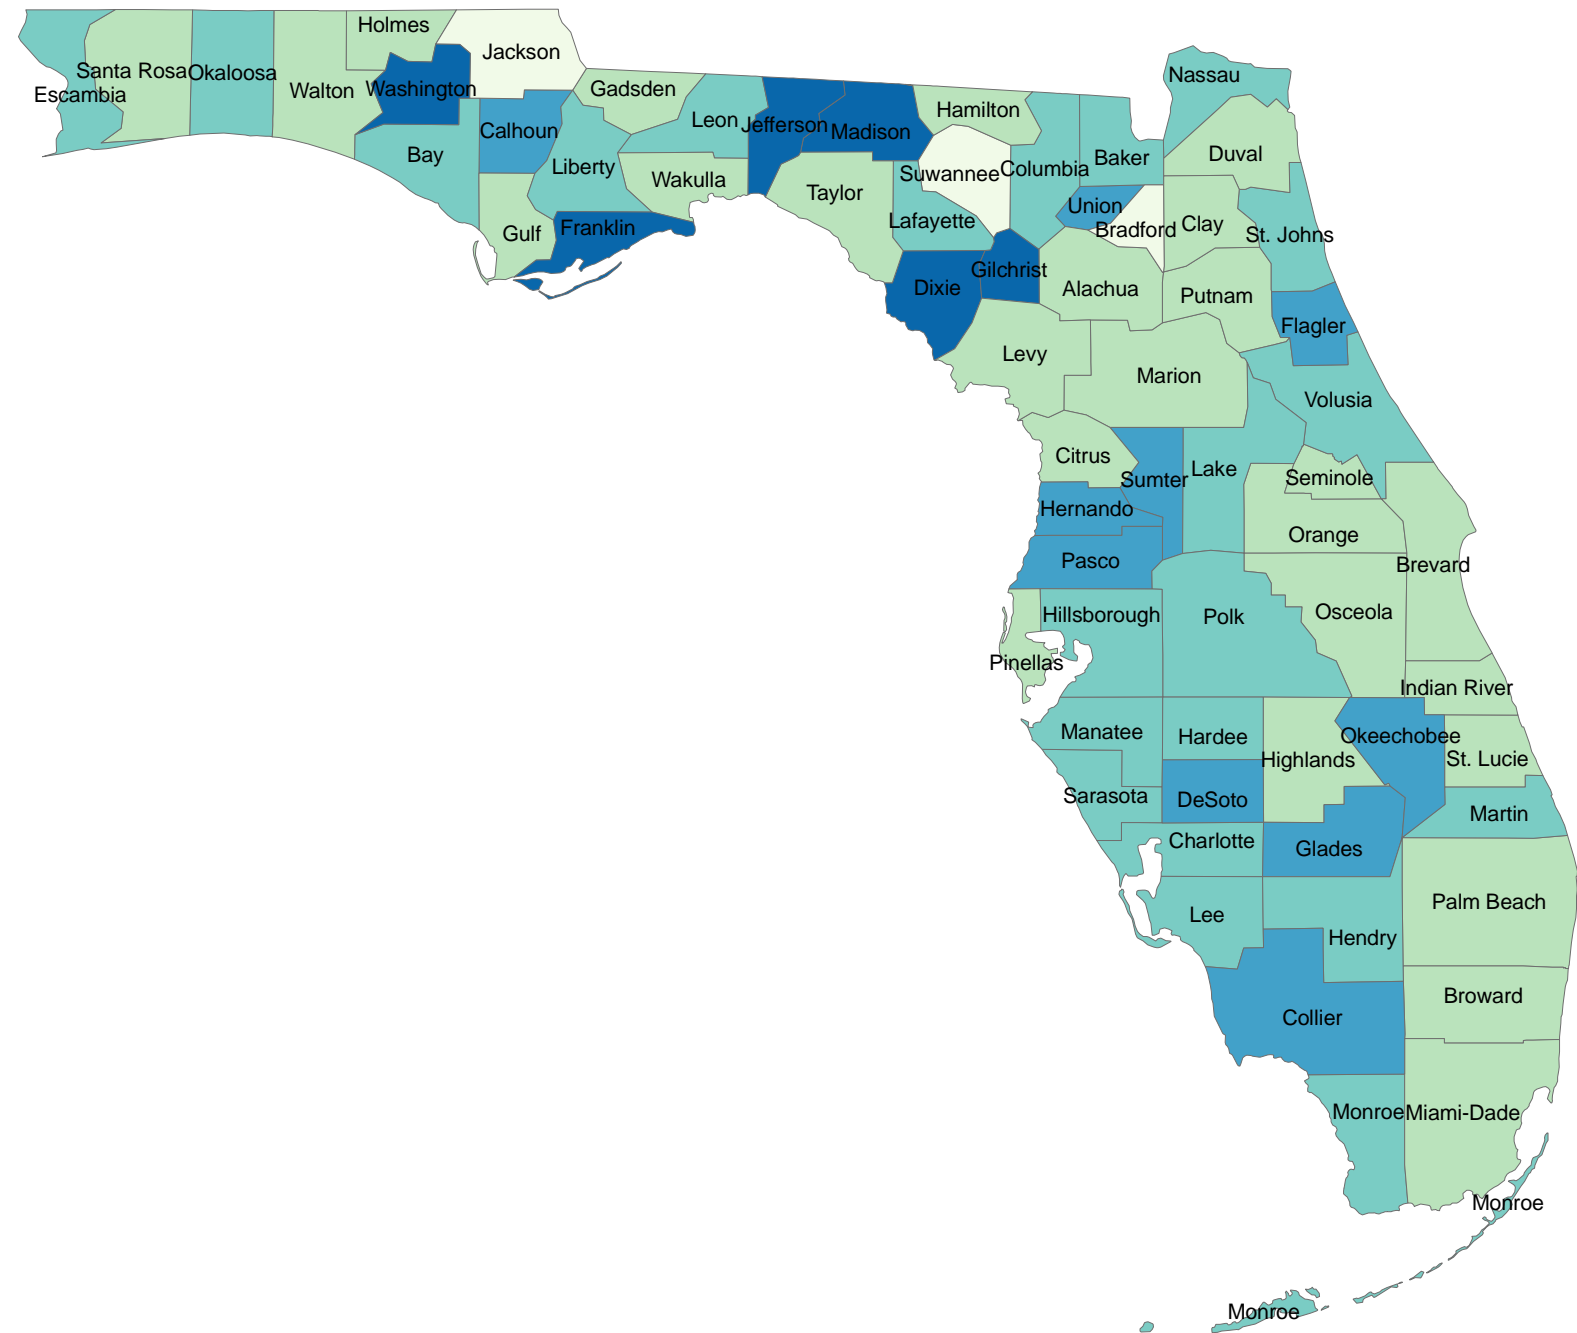 Holmes
Jackson
Santa Rosa
Okaloosa
Escambia
Walton
Washington
Gadsden
Nassau
Calhoun
Leon
Jefferson
Madison
Hamilton
Bay
Liberty
Wakulla
Taylor
Suwannee
Columbia
Baker
Duval
Union
Lafayette
Bradford
Clay
St. Johns
Gulf
Franklin
Dixie
Gilchrist
Alachua
Putnam
Flagler
Levy
Marion
Volusia
Citrus
Sumter
Lake
Seminole
Hernando
Orange
Pasco
Brevard
Hillsborough
Polk
Osceola
Pinellas
Indian River
Manatee
Hardee
Okeechobee
Highlands
St. Lucie
Sarasota
DeSoto
Martin
Charlotte
Glades
Lee
Palm Beach
Hendry
Broward
Collier
Monroe
Miami-Dade
Monroe
Monroe